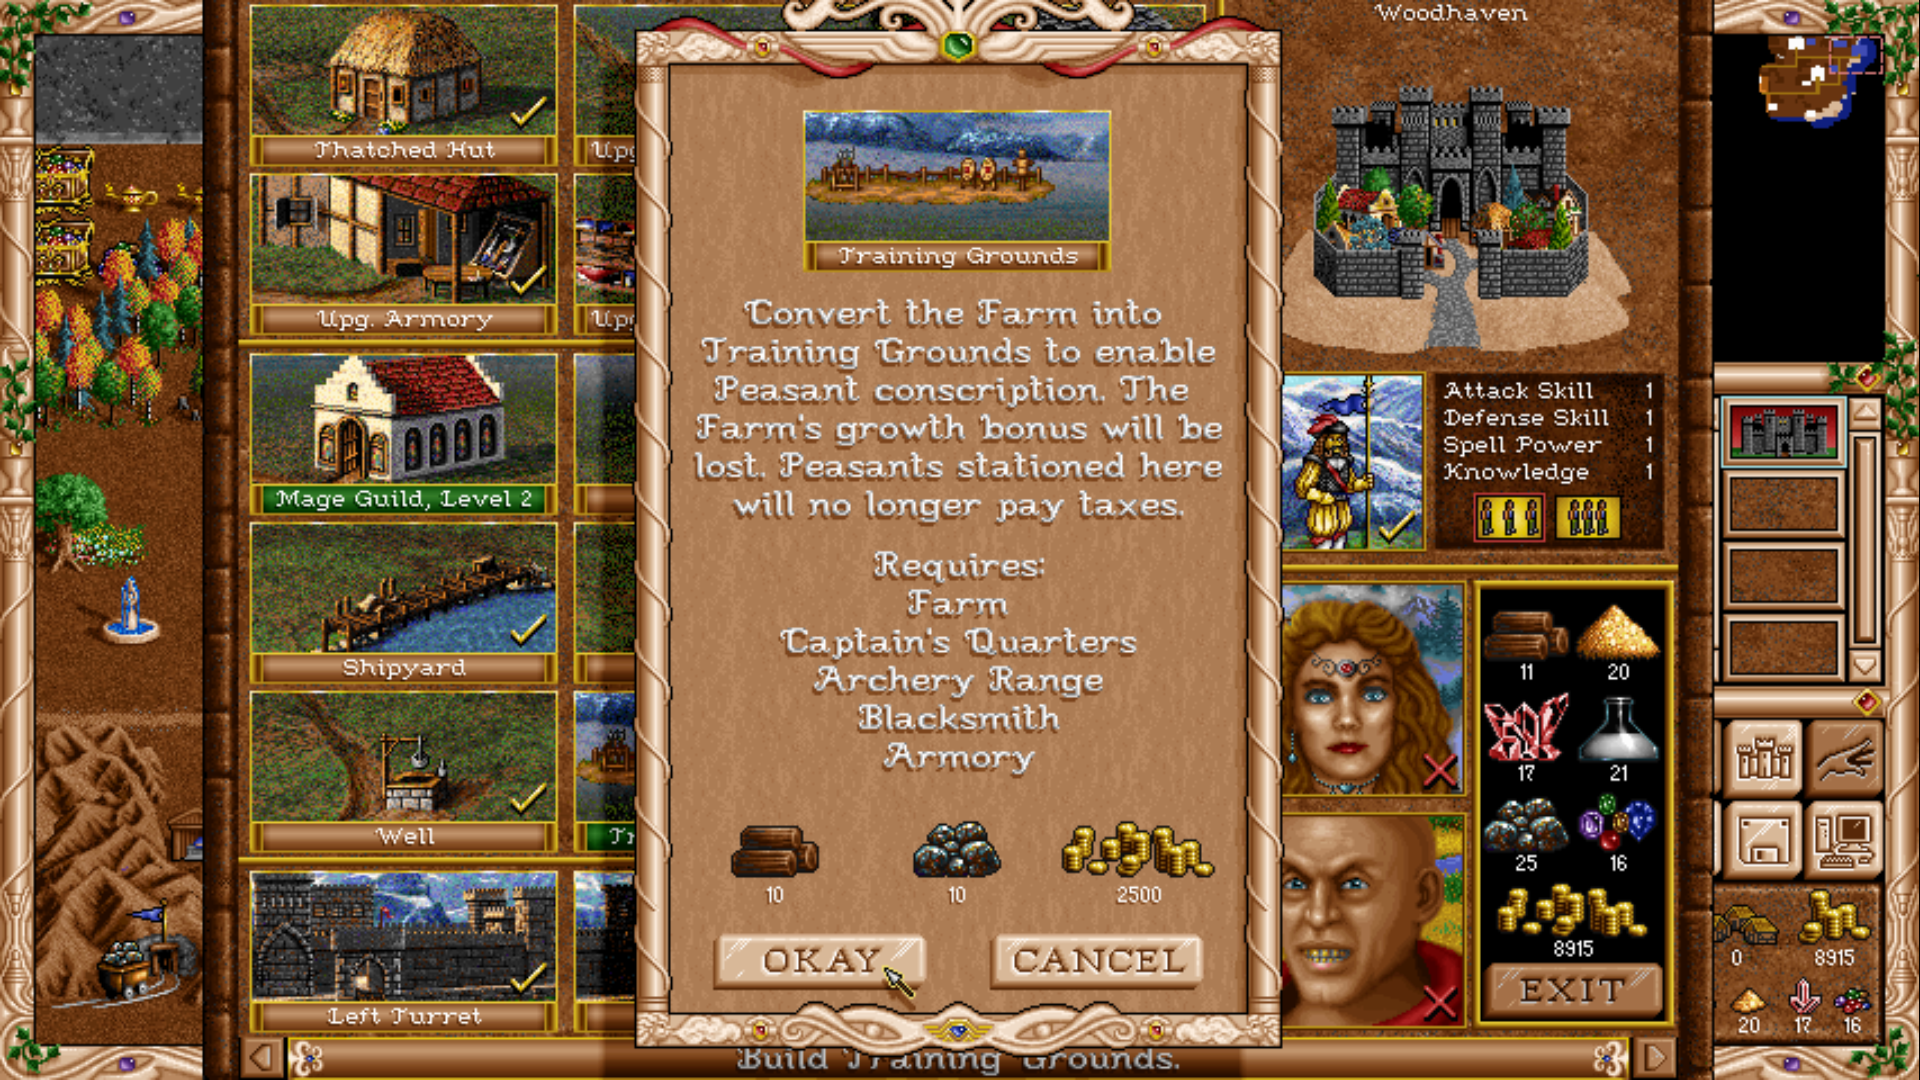 Woodhaven
Thatched Hut
Upg. Armory
Mage Guild, Level 2
Shipyard
Well
Left Turret
Training Grounds
Convert the Farm into
Training Grounds to enable
Peasant conscription. The
Farm's growth bonus will be
lost. Peasants stationed here
will no longer pay taxes.
Requires:
Farm
Captain's Quarters
Archery Range
Blacksmith
Armory
10
10
2500
OKAY
CANCEL
Build Training Grounds.
Attack Skill 1
Defense Skill 1
Spell Power 1
Knowledge 1
11
20
17
21
25
16
8915
EXIT
0
8915
20
17
16